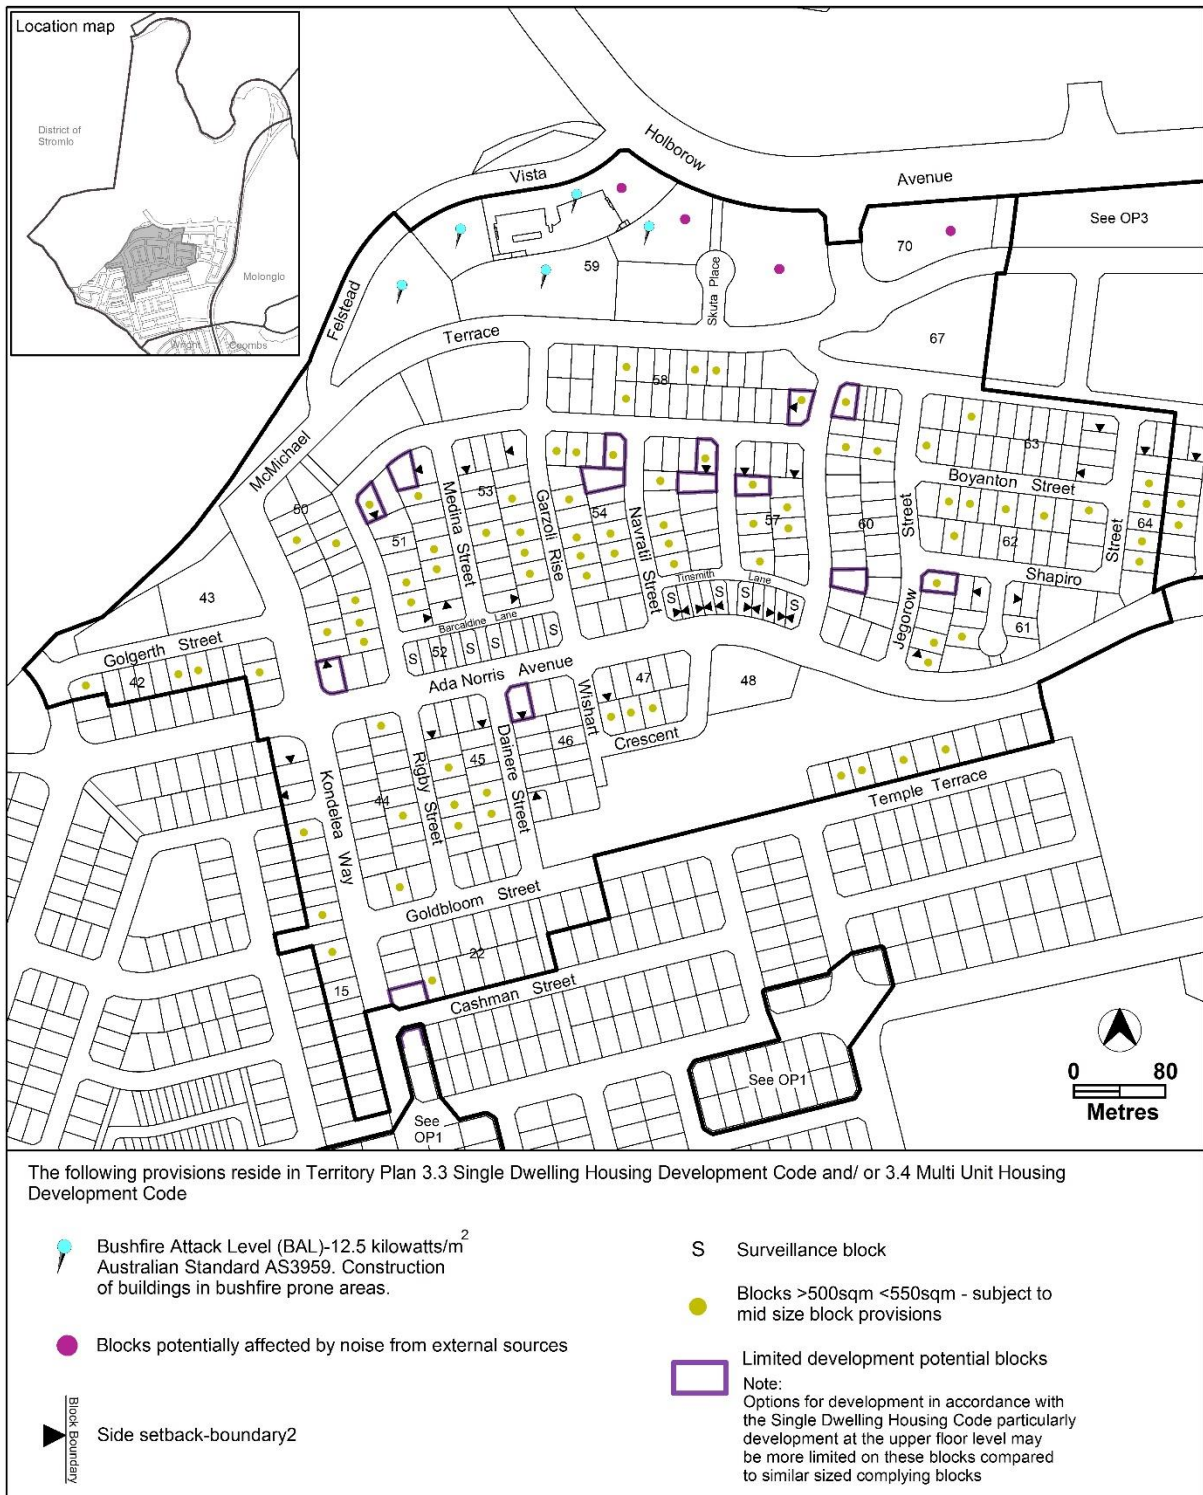 Location map
District of
Stromlo
Molonglo
Wright
Coombs
Holborow
Avenue
Vista
See OP3
70
59
Skuta Place
Felstead
Terrace
67
58
McMichael
63
Boyanton Street
53
50
Medina Street
Garzoli Rise
54
57
60
Street
51
Navratil Street
62
64
Street
Tinsmith Lane
Shapiro
43
S
S
S
S
Barcaldine Lane
Jegorow
61
Golgerth Street
S
52
S
S
S
42
Ada Norris Avenue
47
48
Wishart
Crescent
46
45
Dainere Street
Rigby Street
44
Kondelea Way
Temple Terrace
Goldbloom Street
22
15
Cashman Street
See OP1
See
OP1
0 80
Metres
The following provisions reside in Territory Plan 3.3 Single Dwelling Housing Development Code and/ or 3.4 Multi Unit Housing
Development Code
Bushfire Attack Level (BAL)-12.5 kilowatts/m2
Australian Standard AS3959. Construction
of buildings in bushfire prone areas.
Blocks potentially affected by noise from external sources
Block Boundary
Side setback-boundary2
S Surveillance block
Blocks >500sqm <550sqm - subject to
mid size block provisions
Limited development potential blocks
Note:
Options for development in accordance with
the Single Dwelling Housing Code particularly
development at the upper floor level may
be more limited on these blocks compared
to similar sized complying blocks